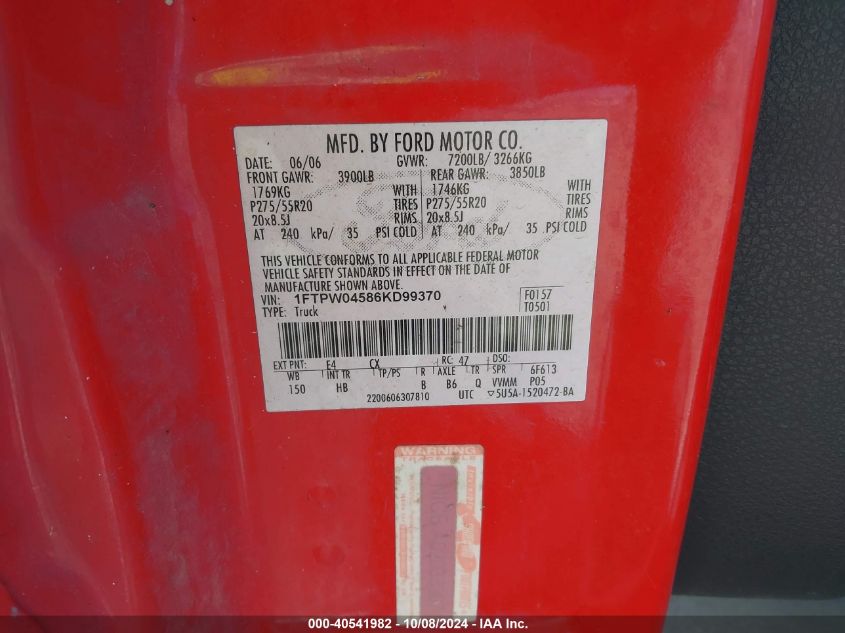 MFD. BY FORD MOTOR CO.
DATE: 06/06 GVWR: 7200LB/ 3266KG
FRONT GAWR: 3900LB REAR GAWR: 3850LB
1769KG WITH 1746KG WITH
P275/55R20 TIRES P275/55R20 TIRES
20x8.5J RIMS 20x8.5J RIMS
AT 240 kPa/ 35 PSI COLD AT 240 kPa/ 35 PSI COLD
THIS VEHICLE CONFORMS TO ALL APPLICABLE FEDERAL MOTOR
VEHICLE SAFETY STANDARDS IN EFFECT ON THE DATE OF
MANUFACTURE SHOWN ABOVE.
VIN: 1FTPW04586KD99370 F0157
TYPE: Truck T0501
EXT PNT: E4 CX RC: 47 DSO:
WB INT TR TP/PS R AXLE TR SPR 6F613
150 HB B B6 Q VVMM P05
2200606307810 UTC ▽5U5A-1520472-BA
WARNING
000-40541982 - 10/08/2024 - IAA Inc.